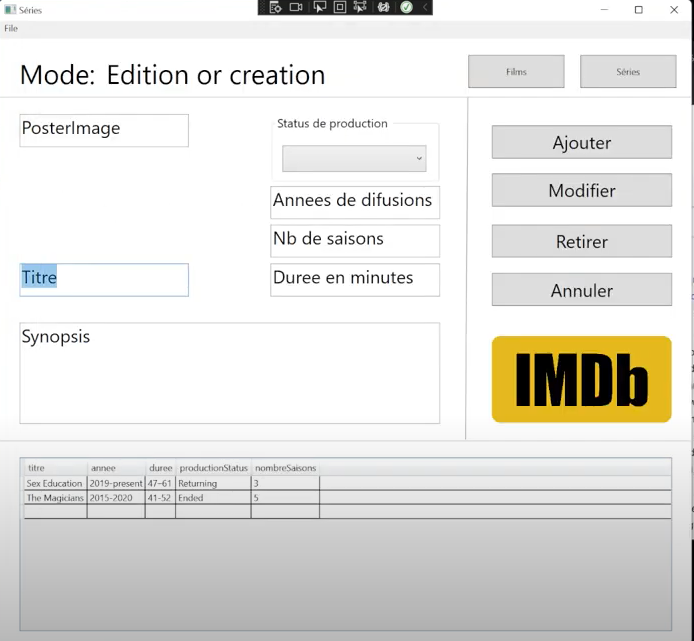 Séries
File
Mode: Edition or creation
Films
Séries
PosterImage
Status de production
Ajouter
Modifier
Annees de difusions
Nb de saisons
Retirer
Titre
Duree en minutes
Annuler
Synopsis
IMDb
titre annee duree productionStatus nombreSaisons
Sex Education 2019-present 47-61 Returning 3
The Magicians 2015-2020 41-52 Ended 5